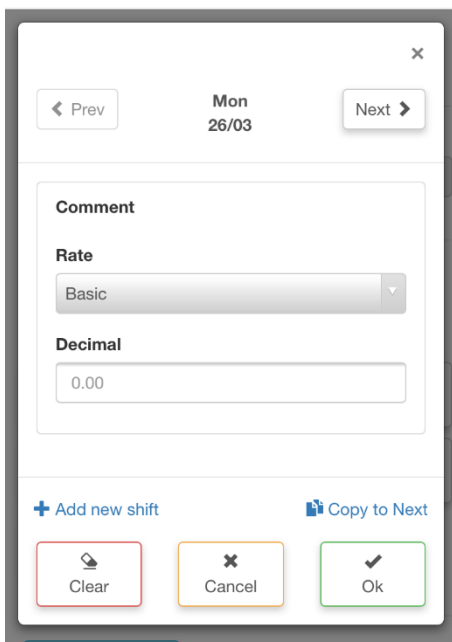 ×
Prev
Mon
26/03
Next
Comment
Rate
Basic
Decimal
0.00
Add new shift
Copy to Next
Clear
Cancel
Ok